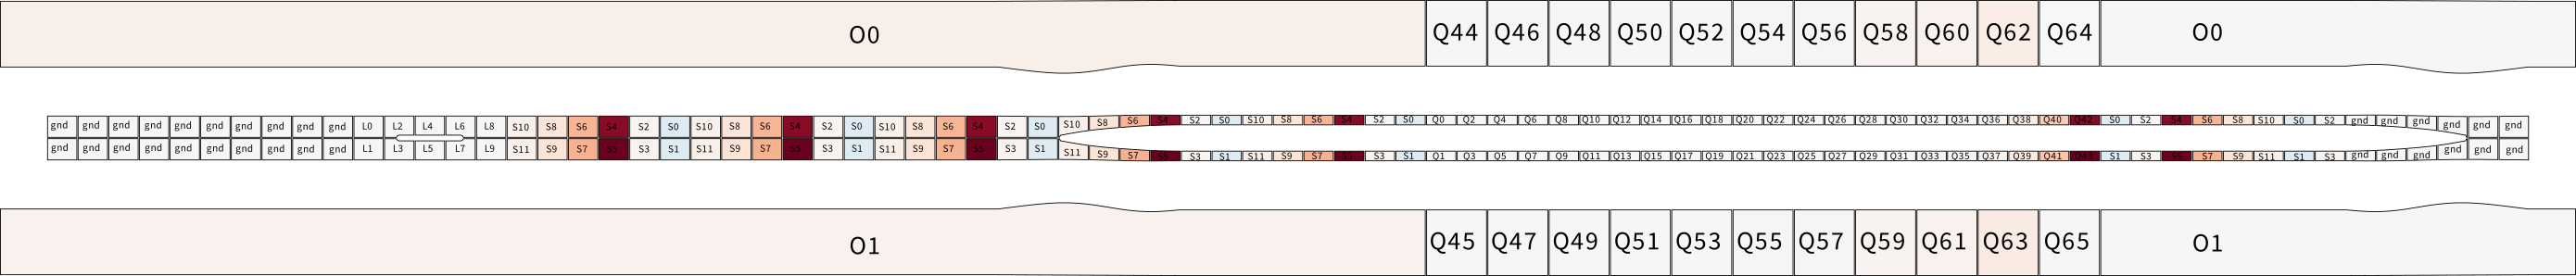 O0 Q44 Q46 Q48 Q50 Q52 Q54 Q56 Q58 Q60 Q62 Q64 O0
gnd gnd gnd gnd gnd gnd gnd gnd gnd gnd L0 L2 L4 L6 L8 S10 S8 S6 S4 S2 S0 S10 S8 S6 S4 S2 S0 S10 S8 S6 S4 S2 S0 S10 S8 S6 S4 S2 S0 S10 S8 S6 S4 S2 S0 Q0 Q2 Q4 Q6 Q8 Q10 Q12 Q14 Q16 Q18 Q20 Q22 Q24 Q26 Q28 Q30 Q32 Q34 Q36 Q38 Q40 Q42 S0 S2 S4 S6 S8 S10 S0 S2 gnd gnd gnd gnd gnd gnd
gnd gnd gnd gnd gnd gnd gnd gnd gnd gnd L1 L3 L5 L7 L9 S11 S9 S7 S5 S3 S1 S11 S9 S7 S5 S3 S1 S11 S9 S7 S5 S3 S1 S11 S9 S7 S5 S3 S1 S11 S9 S7 S5 S3 S1 Q1 Q3 Q5 Q7 Q9 Q11 Q13 Q15 Q17 Q19 Q21 Q23 Q25 Q27 Q29 Q31 Q33 Q35 Q37 Q39 Q41 Q43 S1 S3 S5 S7 S9 S11 S1 S3 gnd gnd gnd gnd gnd gnd
O1 Q45 Q47 Q49 Q51 Q53 Q55 Q57 Q59 Q61 Q63 Q65 O1